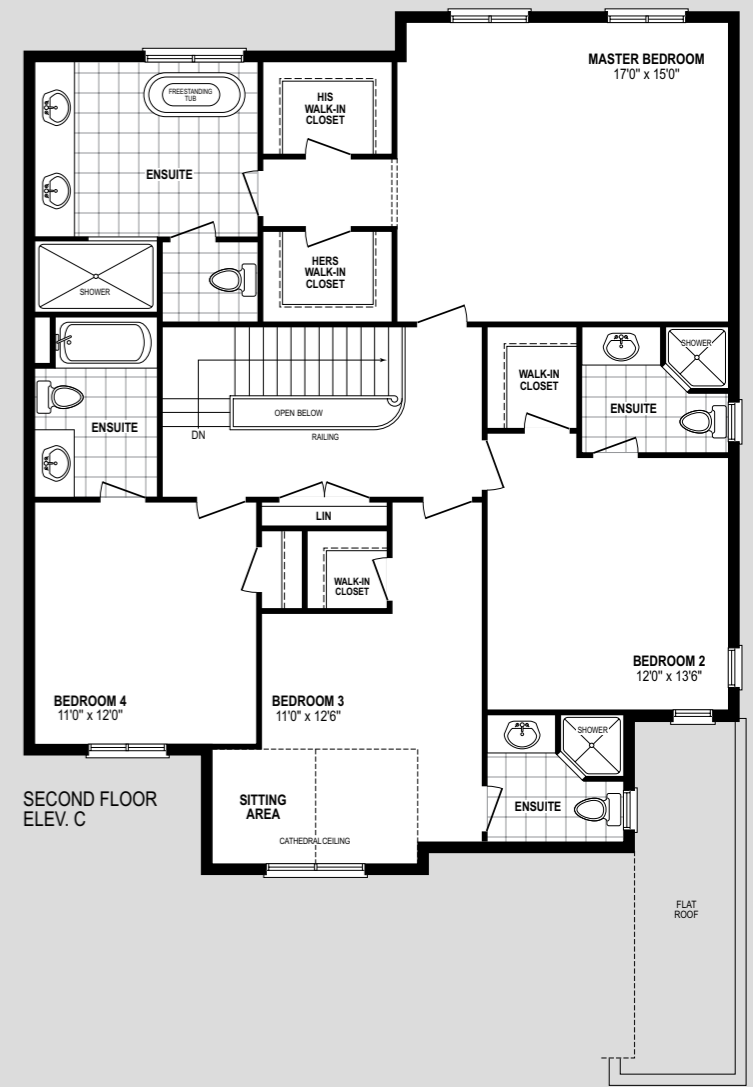 MASTER BEDROOM
17'0" x 15'0"
FREESTANDING
TUB
HIS
WALK-IN
CLOSET
ENSUITE
HERS
WALK-IN
CLOSET
SHOWER
SHOWER
WALK-IN
CLOSET
ENSUITE
OPEN BELOW
ENSUITE
DN
RAILING
LIN
WALK-IN
CLOSET
BEDROOM 2
12'0" x 13'6"
BEDROOM 4
11'0" x 12'0"
BEDROOM 3
11'0" x 12'6"
SHOWER
SECOND FLOOR
ELEV. C
SITTING
AREA
ENSUITE
CATHEDRAL CEILING
FLAT
ROOF